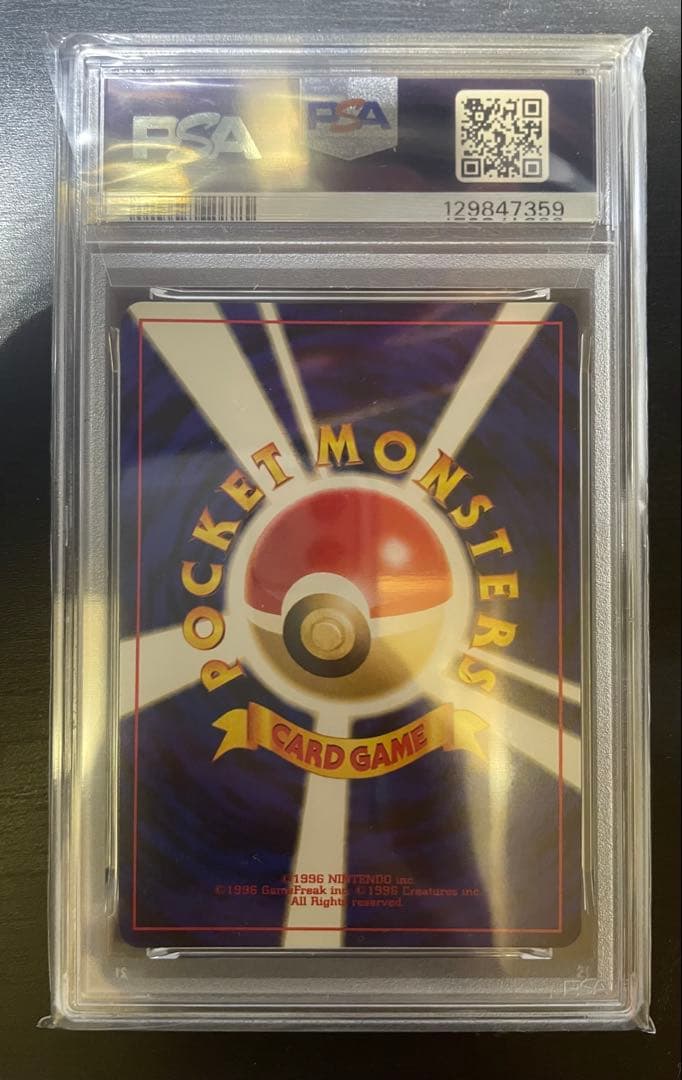 PSA
PSA
129847359
POCKET MONSTERS
CARD GAME
©1996 NINTENDO inc.
©1996 GameFreak inc. ©1996 Creatures inc.
All Rights reserved.
PSA